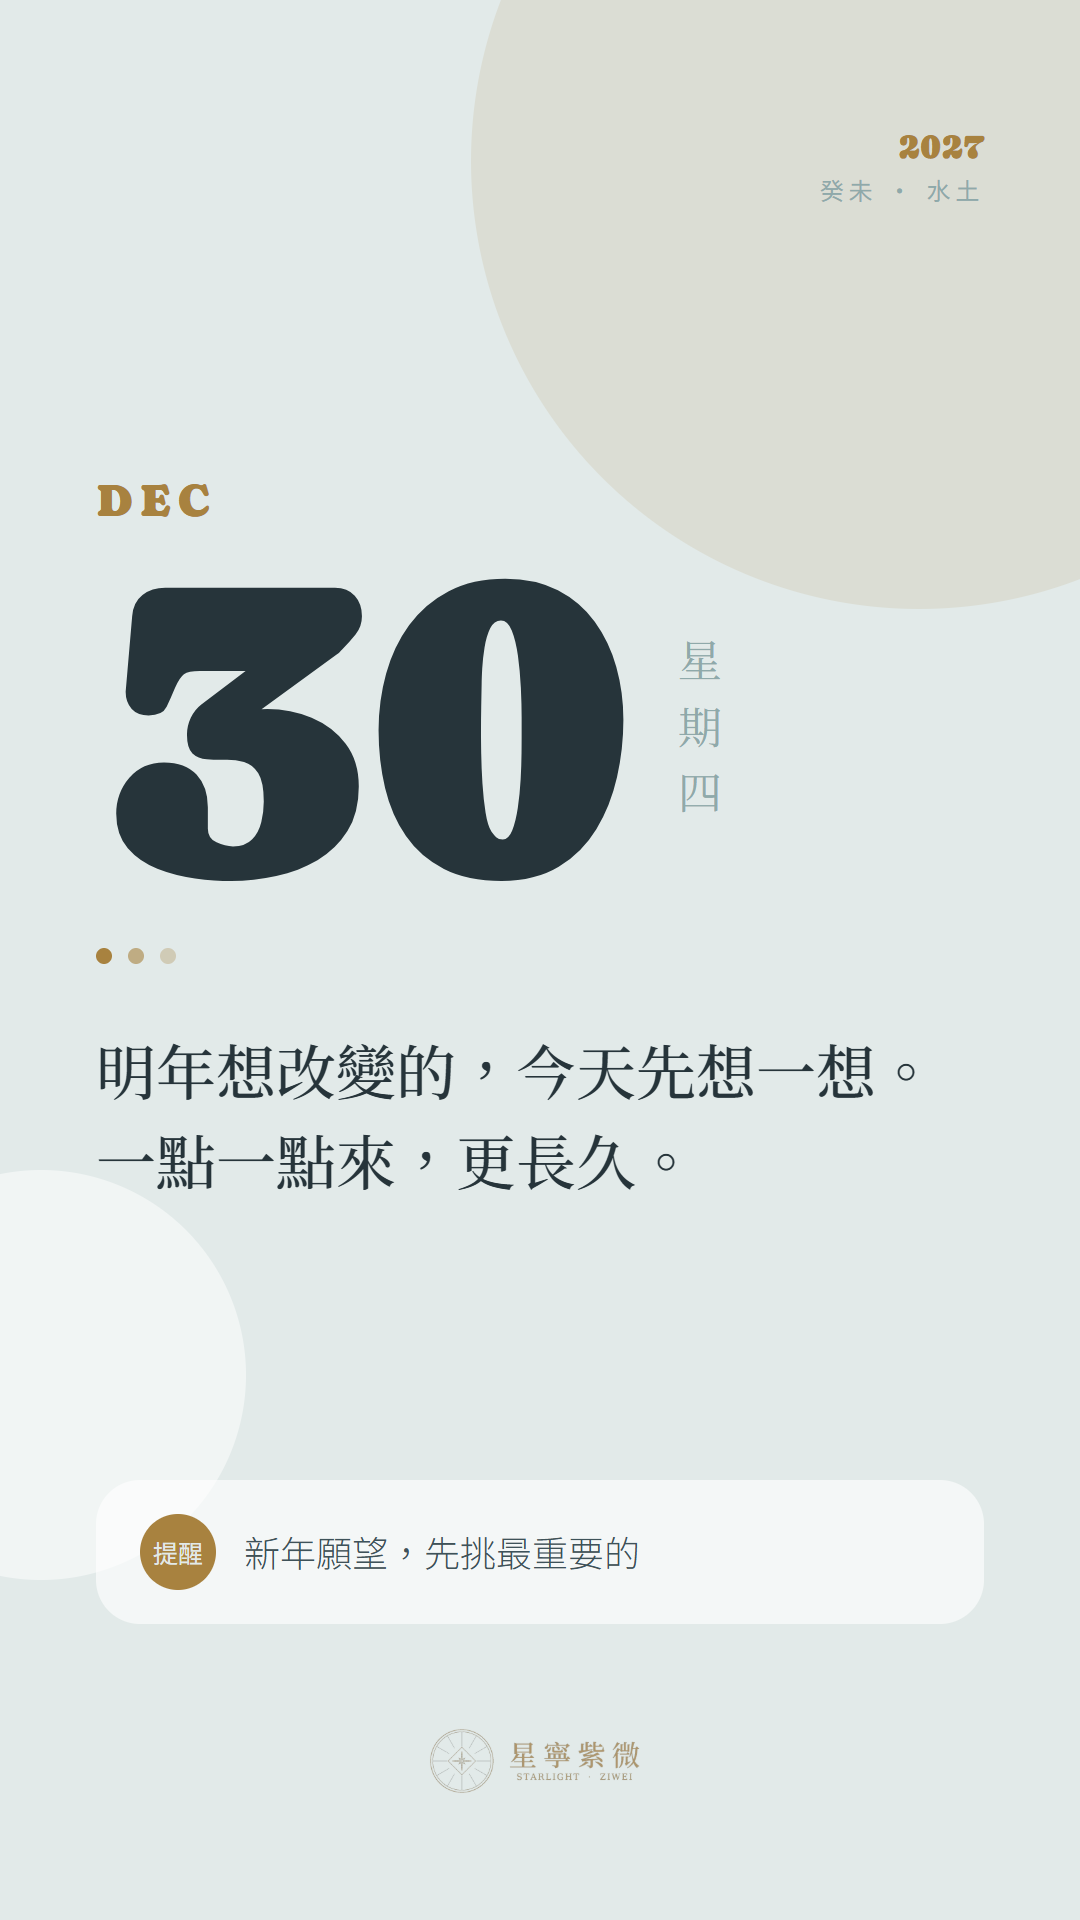 2027
癸未 · 水土
DEC
30
星期四
明年想改變的，今天先想一想。
一點一點來，更長久。
提醒 新年願望，先挑最重要的
星寧紫微
STARLIGHT · ZIWEI